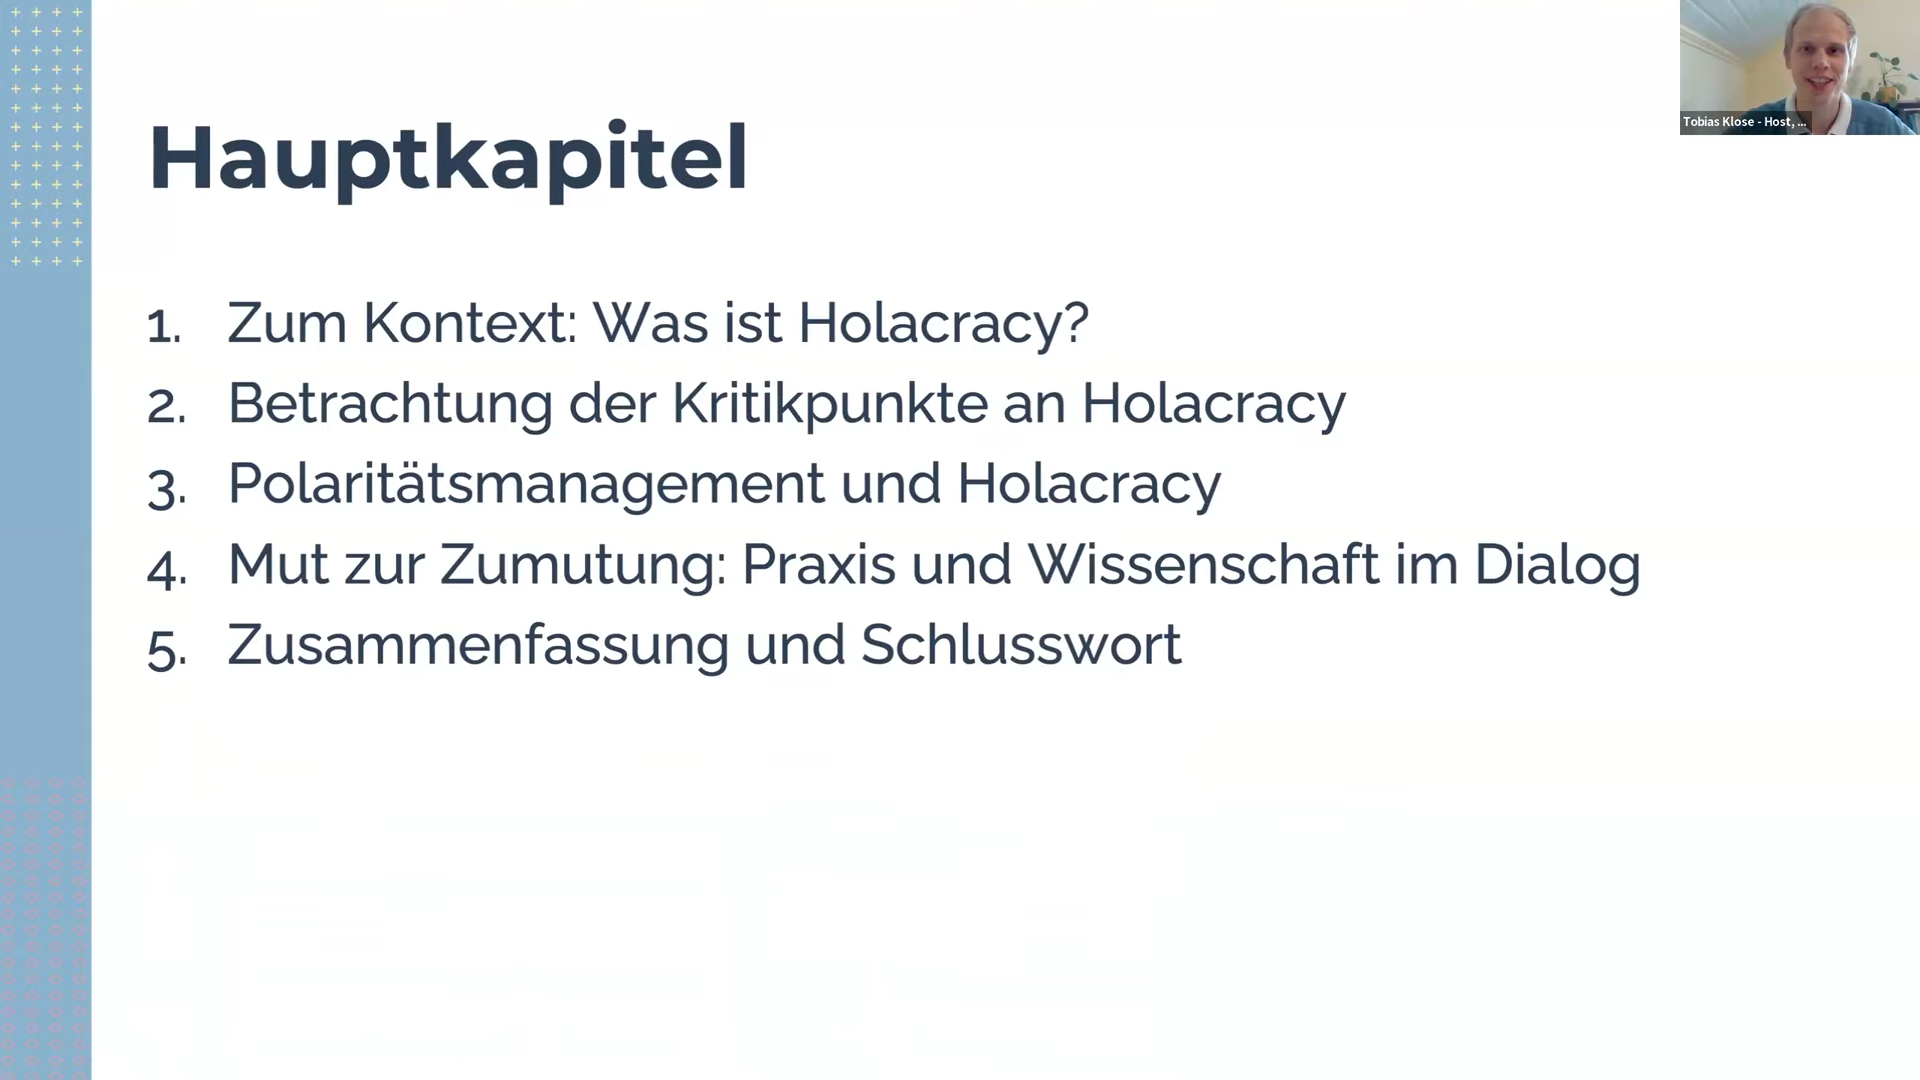 Hauptkapitel
1. Zum Kontext: Was ist Holacracy?
2. Betrachtung der Kritikpunkte an Holacracy
3. Polaritätsmanagement und Holacracy
4. Mut zur Zumutung: Praxis und Wissenschaft im Dialog
5. Zusammenfassung und Schlusswort
Tobias Klose - Host, ...